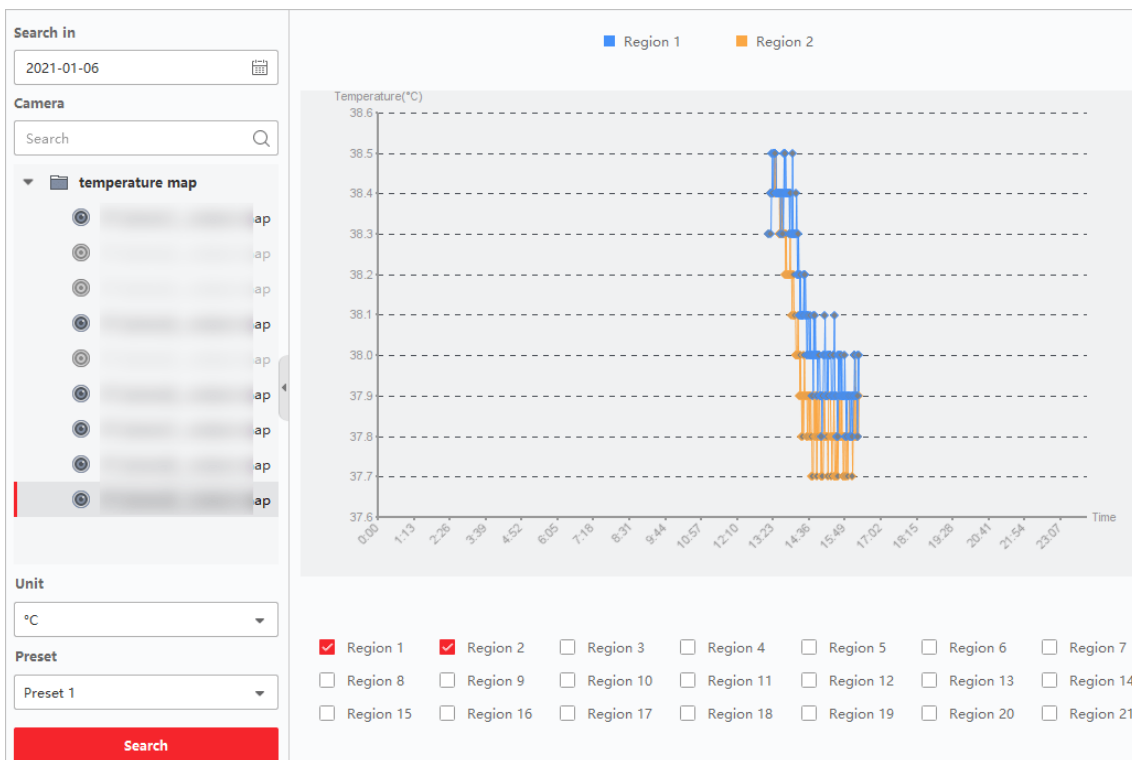 Search in
2021-01-06
Camera
Search
temperature map
ap
ap
ap
ap
ap
ap
ap
ap
ap
Unit
°C
Preset
Preset 1
Search
Region 1 Region 2
Temperature(°C)
38.6
38.5
38.4
38.3
38.2
38.1
38.0
37.9
37.8
37.7
37.6
Time
0:00 1:13 2:26 3:39 4:52 6:05 7:18 8:31 9:44 10:57 12:10 13:23 14:36 15:49 17:02 18:15 19:28 20:41 21:54 23:07
Region 1 Region 2 Region 3 Region 4 Region 5 Region 6 Region 7
Region 8 Region 9 Region 10 Region 11 Region 12 Region 13 Region 14
Region 15 Region 16 Region 17 Region 18 Region 19 Region 20 Region 21